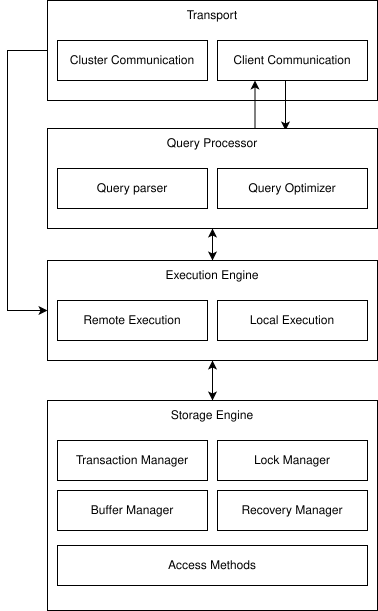 Transport
Cluster Communication
Client Communication
Query Processor
Query parser
Query Optimizer
Execution Engine
Remote Execution
Local Execution
Storage Engine
Transaction Manager
Lock Manager
Buffer Manager
Recovery Manager
Access Methods